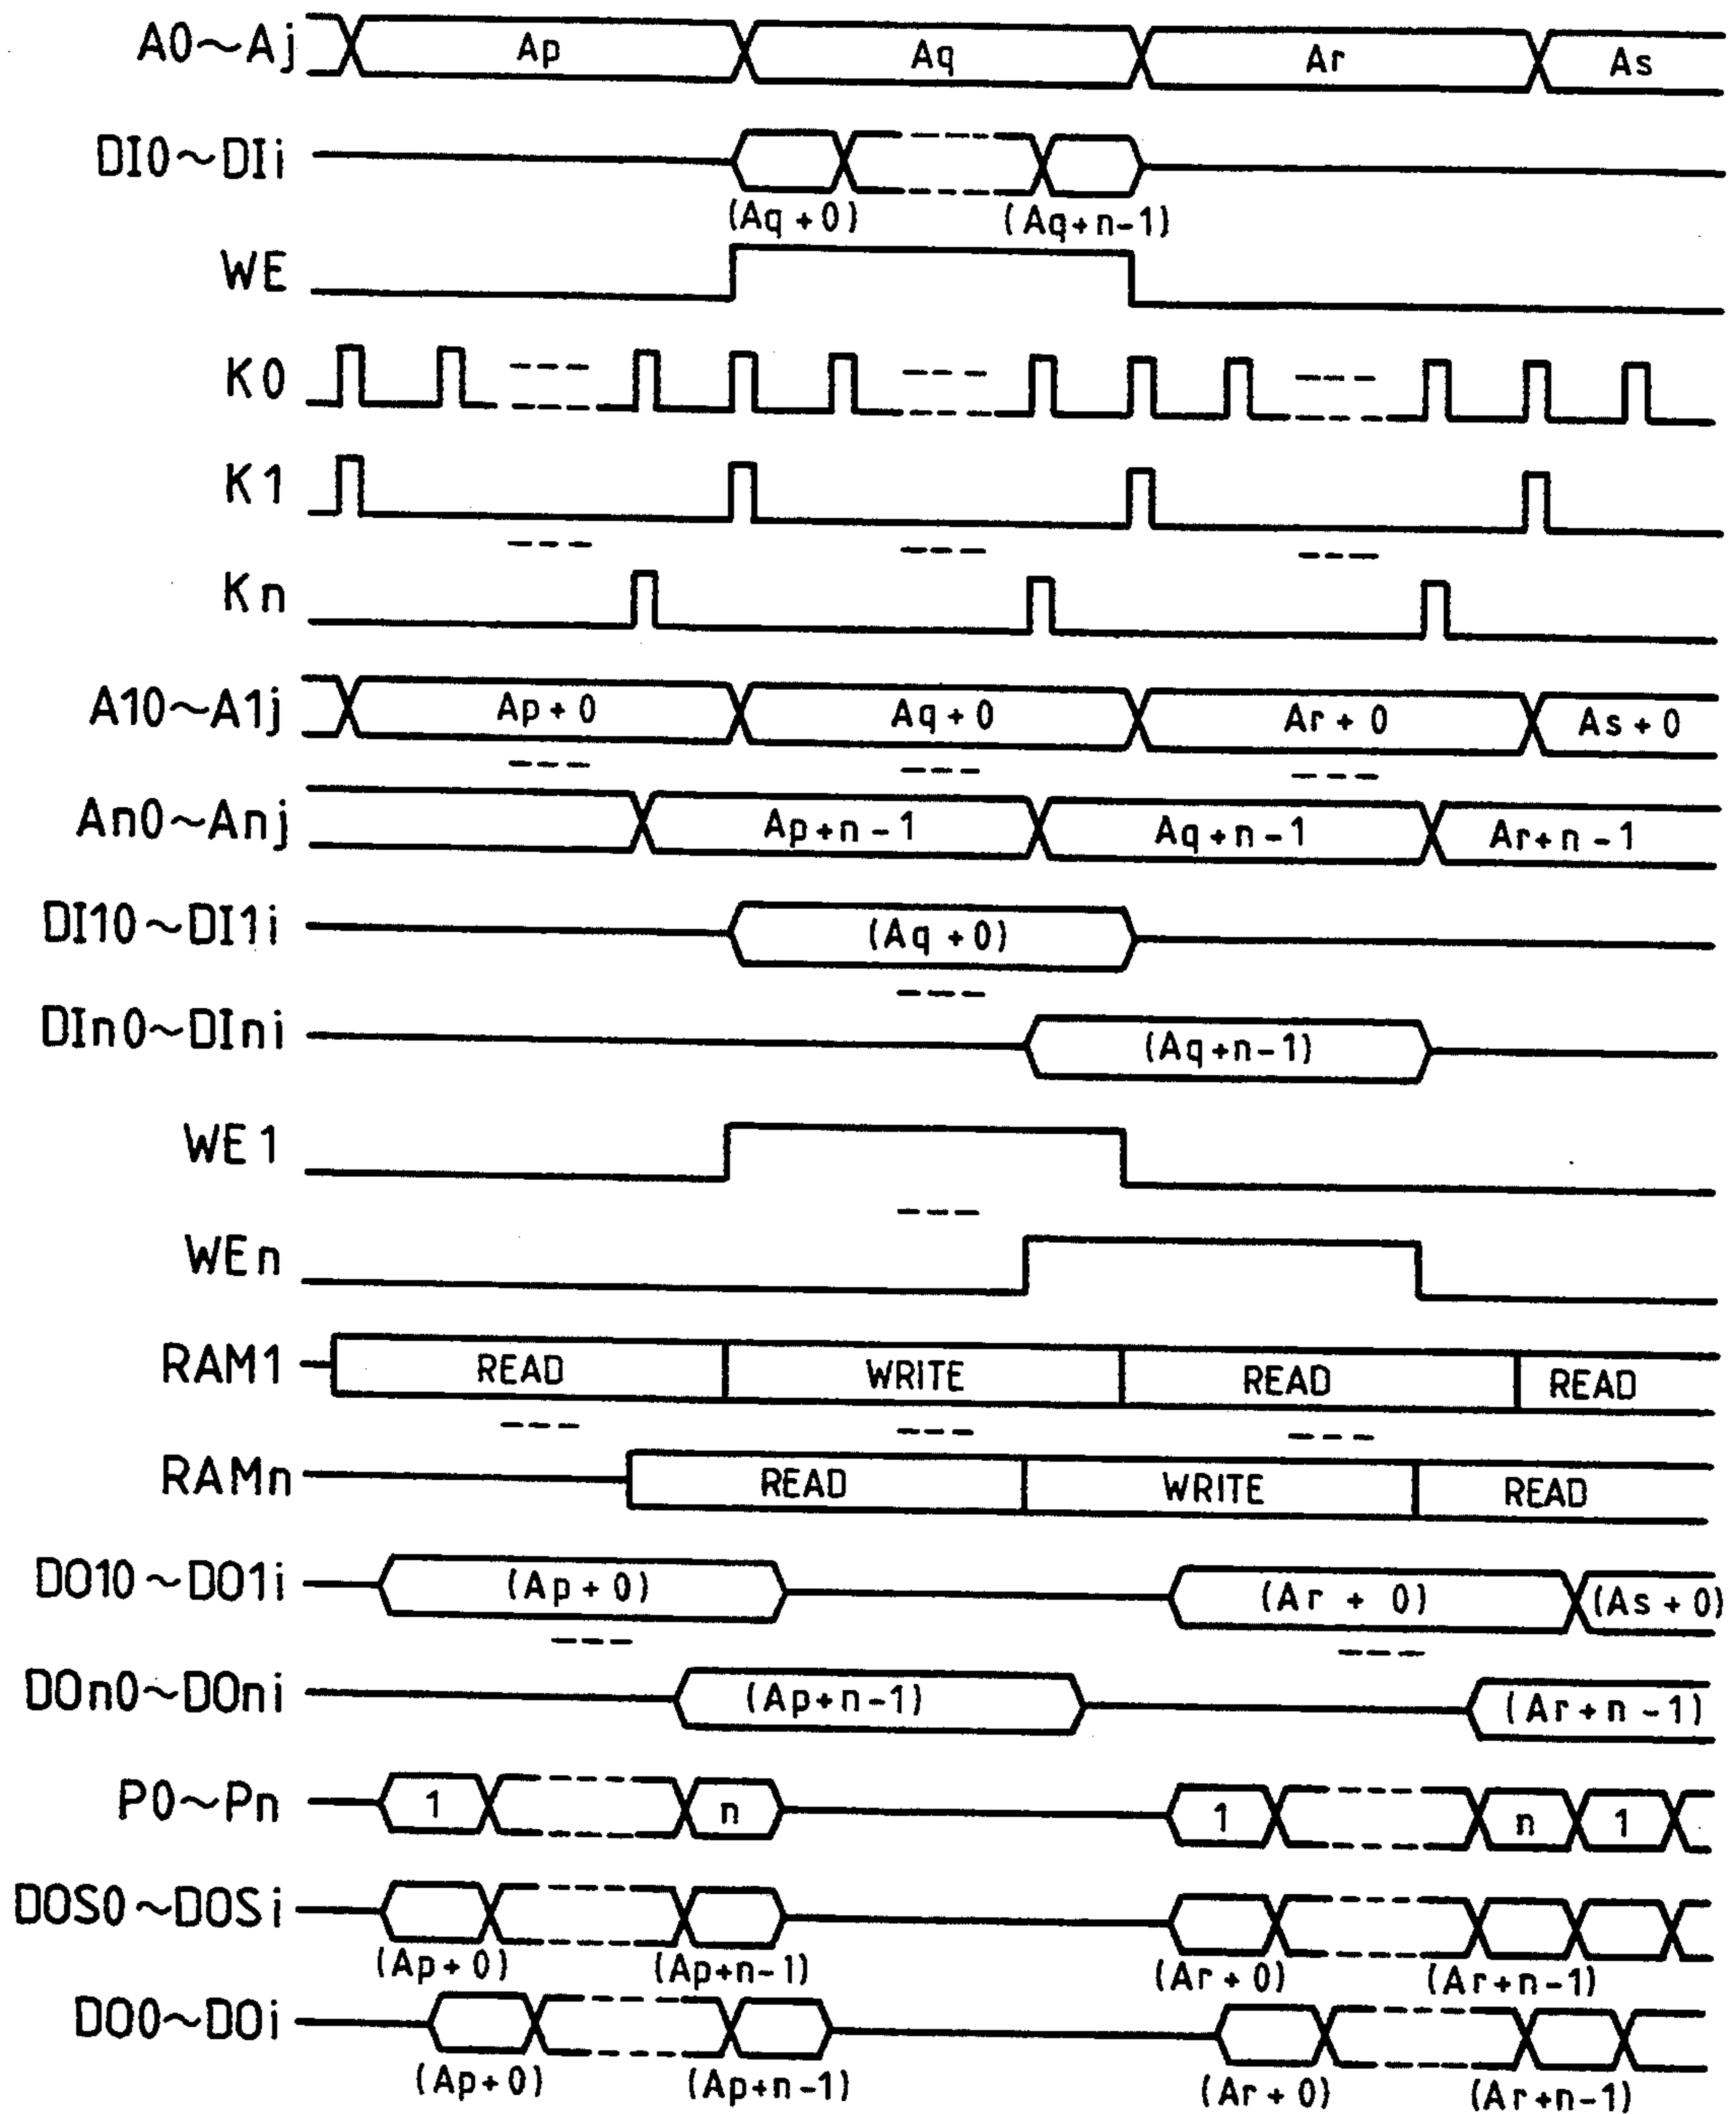 A0~Aj Ap Aq Ar As
DI0~DIi
(Aq+0) (Aq+n-1)
WE
K0
K1
Kn
A10~A1j Ap+0 Aq+0 Ar+0 As+0
An0~Anj Ap+n-1 Aq+n-1 Ar+n-1
DI10~DI1i (Aq+0)
DIn0~DIni (Aq+n-1)
WE1
WEn
RAM1 READ WRITE READ READ
RAMn READ WRITE READ
DO10~DO1i (Ap+0) (Ar+0) (As+0)
DOn0~DOni (Ap+n-1) (Ar+n-1)
P0~Pn 1 n 1 n 1
DOS0~DOSi
(Ap+0) (Ap+n-1) (Ar+0) (Ar+n-1)
DO0~DOi
(Ap+0) (Ap+n-1) (Ar+0) (Ar+n-1)